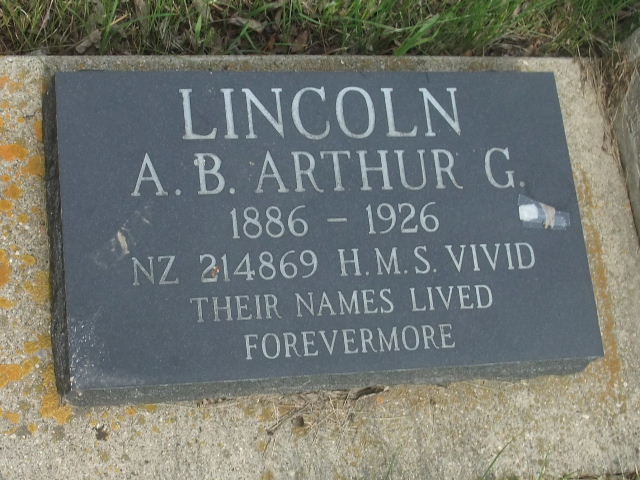 LINCOLN
A.B. ARTHUR G.
1886 - 1926
NZ 214869 H.M.S. VIVID
THEIR NAMES LIVED
FOREVERMORE